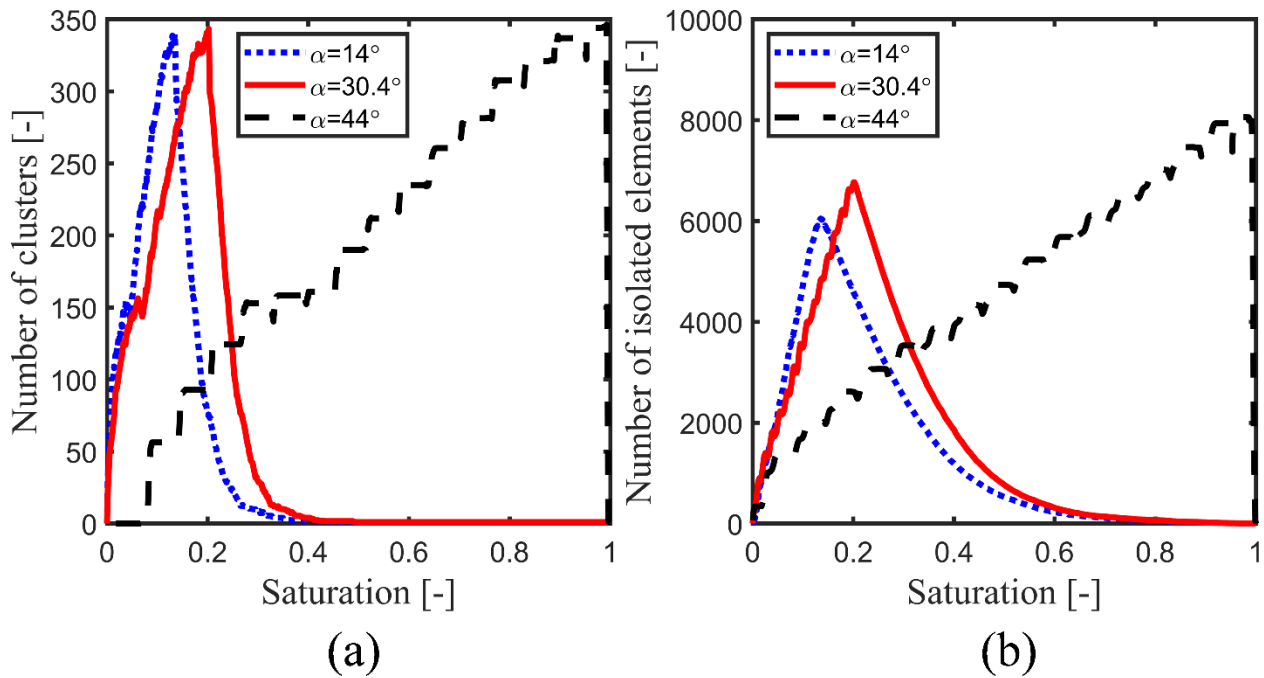 350
300
250
200
150
100
50
0
Number of clusters [-]
α=14°
α=30.4°
α=44°
0
0.2
0.4
0.6
0.8
1
Saturation [-]
(a)
10000
8000
6000
4000
2000
0
Number of isolated elements [-]
α=14°
α=30.4°
α=44°
0
0.2
0.4
0.6
0.8
1
Saturation [-]
(b)